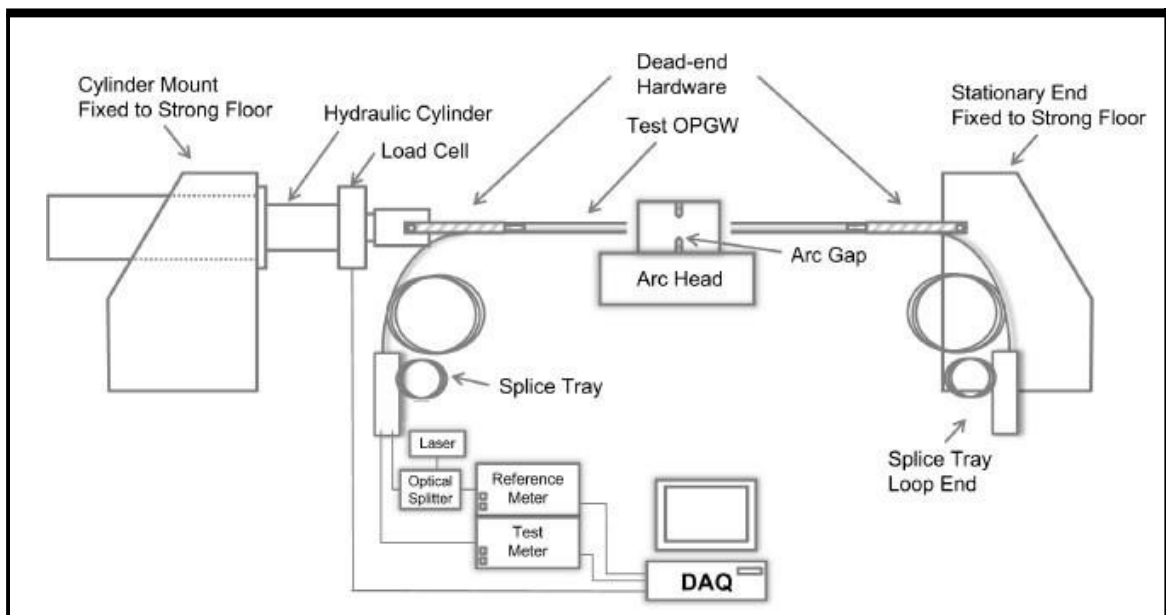 Cylinder Mount
Fixed to Strong Floor
Hydraulic Cylinder
Load Cell
Dead-end
Hardware
Test OPGW
Stationary End
Fixed to Strong Floor
Arc Gap
Arc Head
Splice Tray
Laser
Optical
Splitter
Reference
Meter
Test
Meter
DAQ
Splice Tray
Loop End